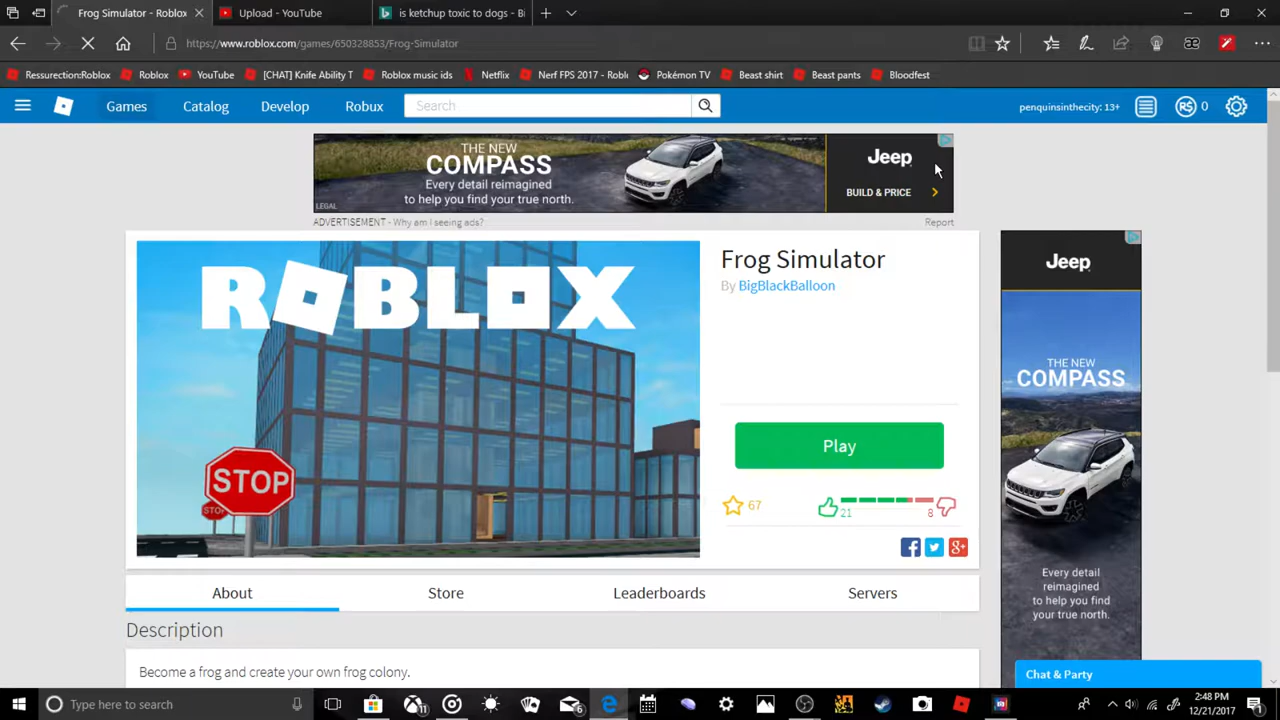 Frog Simulator - Roblox
Upload - YouTube
is ketchup toxic to dogs - Bi
https://www.roblox.com/games/650328853/Frog-Simulator
Ressurection:Roblox
Roblox
YouTube
[CHAT] Knife Ability T
Roblox music ids
Netflix
Nerf FPS 2017 - Roblo
Pokémon TV
Beast shirt
Beast pants
Bloodfest
Games
Catalog
Develop
Robux
Search
penquinsinthecity: 13+
R$ 0
THE NEW
COMPASS
Every detail reimagined
to help you find your true north.
LEGAL
Jeep
BUILD & PRICE
ADVERTISEMENT - Why am I seeing ads?
Report
ROBLOX
STOP
STOP
Frog Simulator
By BigBlackBalloon
Play
67
21
8
Jeep
THE NEW
COMPASS
Every detail
reimagined
to help you find
your true north.
About
Store
Leaderboards
Servers
Description
Become a frog and create your own frog colony.
Chat & Party
Type here to search
11
6
2:48 PM
12/21/2017